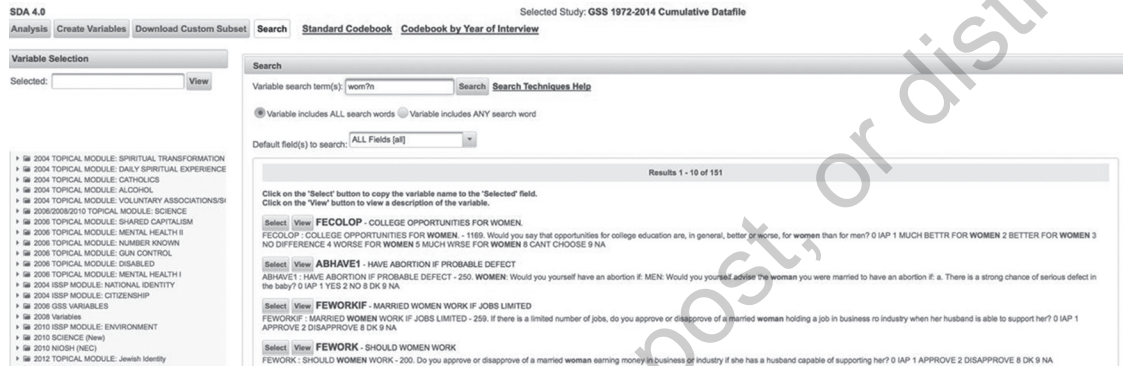 SDA 4.0
Selected Study: GSS 1972-2014 Cumulative Datafile
Analysis Create Variables Download Custom Subset Search Standard Codebook Codebook by Year of Interview
Variable Selection
Selected: View
2004 TOPICAL MODULE: SPIRITUAL TRANSFORMATION
2004 TOPICAL MODULE: DAILY SPIRITUAL EXPERIENCE
2004 TOPICAL MODULE: CATHOLICS
2004 TOPICAL MODULE: ALCOHOL
2004 TOPICAL MODULE: VOLUNTARY ASSOCIATIONS/S
2006/2008/2010 TOPICAL MODULE: SCIENCE
2006 TOPICAL MODULE: SHARED CAPITALISM
2006 TOPICAL MODULE: MENTAL HEALTH II
2006 TOPICAL MODULE: NUMBER KNOWN
2006 TOPICAL MODULE: GUN CONTROL
2006 TOPICAL MODULE: DISABLED
2006 TOPICAL MODULE: MENTAL HEALTH I
2004 ISSP MODULE: NATIONAL IDENTITY
2004 ISSP MODULE: CITIZENSHIP
2006 GSS VARIABLES
2008 Variables
2010 ISSP MODULE: ENVIRONMENT
2010 SCIENCE (New)
2010 NIOSH (NEC)
2012 TOPICAL MODULE: Jewish Identity
Search
Variable search term(s): wom?n Search Search Techniques Help
Variable includes ALL search words Variable includes ANY search word
Default field(s) to search: ALL Fields [all]
Results 1 - 10 of 151
Click on the 'Select' button to copy the variable name to the 'Selected' field.
Click on the 'View' button to view a description of the variable.
Select View FECOLOP - COLLEGE OPPORTUNITIES FOR WOMEN.
FECOLOP : COLLEGE OPPORTUNITIES FOR WOMEN. - 1169. Would you say that opportunities for college education are, in general, better or worse, for women than for men? 0 IAP 1 MUCH BETTR FOR WOMEN 2 BETTER FOR WOMEN 3
NO DIFFERENCE 4 WORSE FOR WOMEN 5 MUCH WRSE FOR WOMEN 8 CANT CHOOSE 9 NA
Select View ABHAVE1 - HAVE ABORTION IF PROBABLE DEFECT
ABHAVE1 : HAVE ABORTION IF PROBABLE DEFECT - 250. WOMEN: Would you yourself have an abortion if: MEN: Would you yourself advise the woman you were married to have an abortion if: a. There is a strong chance of serious defect in
the baby? 0 IAP 1 YES 2 NO 8 DK 9 NA
Select View FEWORKIF - MARRIED WOMEN WORK IF JOBS LIMITED
FEWORKIF : MARRIED WOMEN WORK IF JOBS LIMITED - 259. If there is a limited number of jobs, do you approve or disapprove of a married woman holding a job in business ro industry when her husband is able to support her? 0 IAP 1
APPROVE 2 DISAPPROVE 8 DK 9 NA
Select View FEWORK - SHOULD WOMEN WORK
FEWORK : SHOULD WOMEN WORK - 200. Do you approve or disapprove of a married woman earning money in business or industry if she has a husband capable of supporting her? 0 IAP 1 APPROVE 2 DISAPPROVE 8 DK 9 NA
post, or